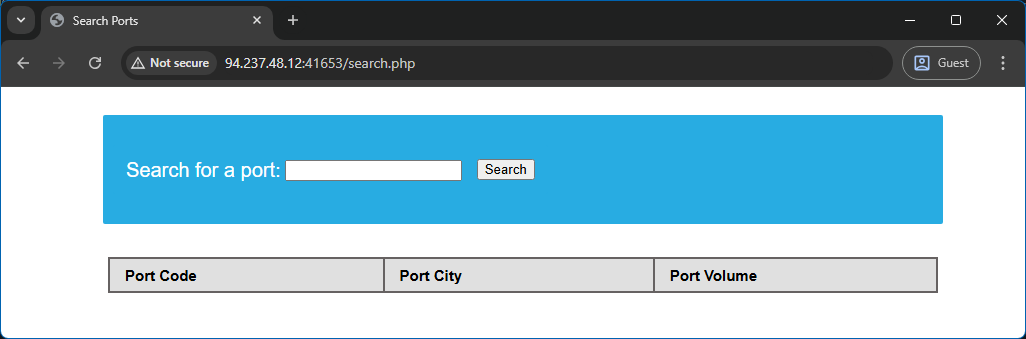 Search Ports
Not secure 94.237.48.12:41653/search.php Guest
Search for a port: Search
Port Code Port City Port Volume